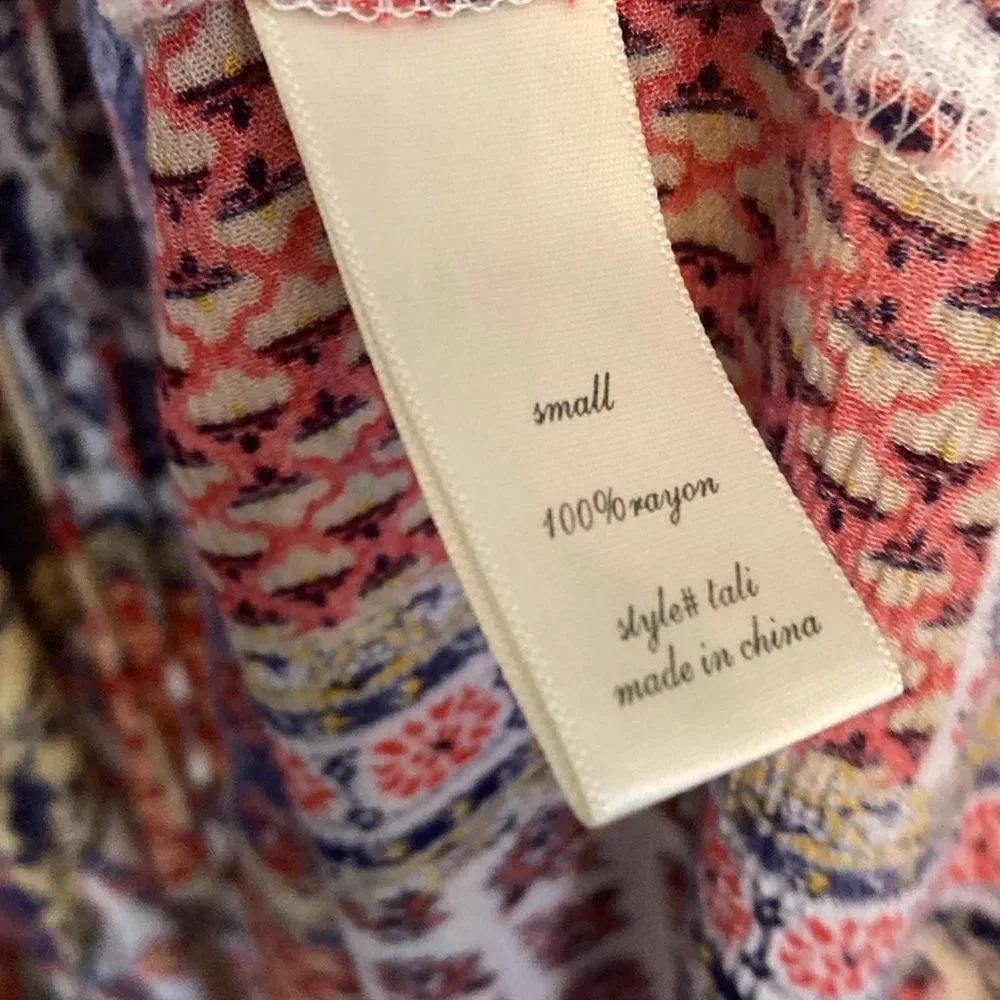 small
100%rayon
style# tali
made in china